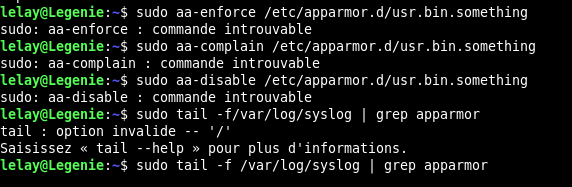 lelay@Legenie:~$ sudo aa-enforce /etc/apparmor.d/usr.bin.something
sudo: aa-enforce : commande introuvable
lelay@Legenie:~$ sudo aa-complain /etc/apparmor.d/usr.bin.something
sudo: aa-complain : commande introuvable
lelay@Legenie:~$ sudo aa-disable /etc/apparmor.d/usr.bin.something
sudo: aa-disable : commande introuvable
lelay@Legenie:~$ sudo tail -f/var/log/syslog | grep apparmor
tail : option invalide -- '/'
Saisissez « tail --help » pour plus d'informations.
lelay@Legenie:~$ sudo tail -f /var/log/syslog | grep apparmor